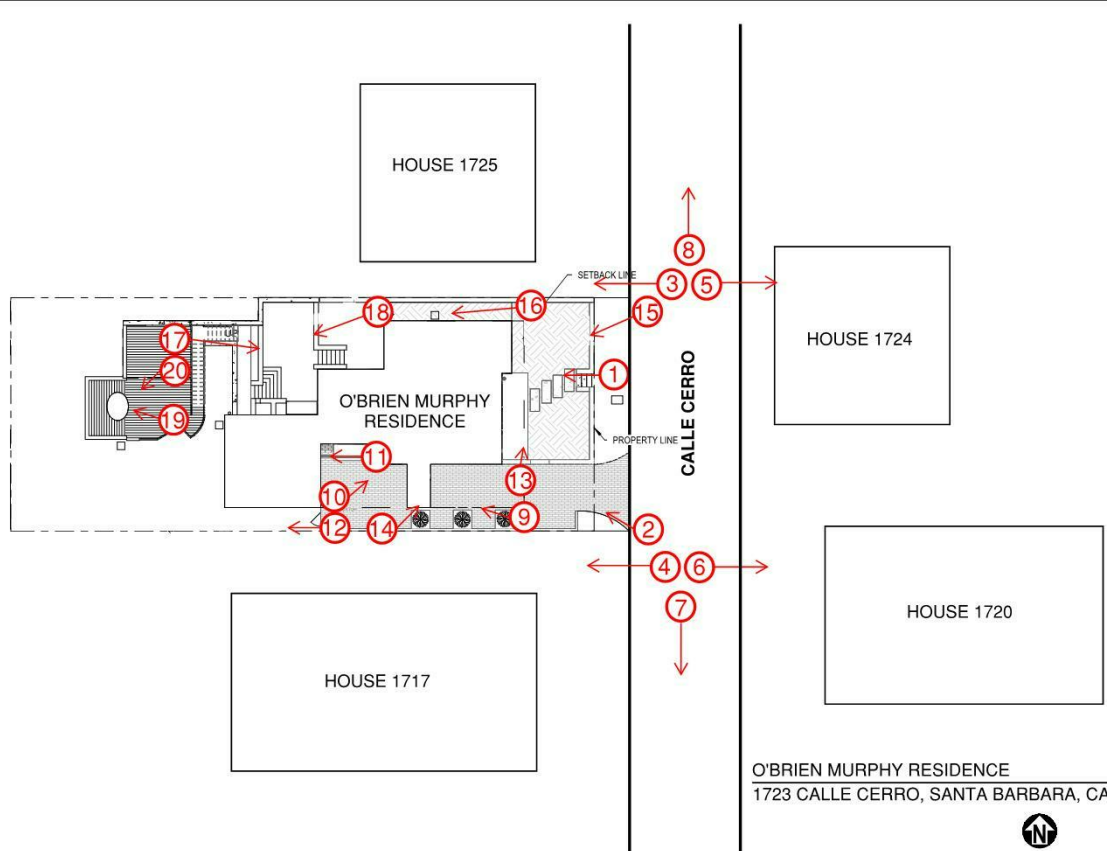 HOUSE 1725
8
SETBACK LINE
3
5
16
18
15
17
UP
HOUSE 1724
20
1
O'BRIEN MURPHY
RESIDENCE
19
CALLE CERRO
PROPERTY LINE
11
13
10
9
12
14
2
4
6
7
HOUSE 1720
HOUSE 1717
O'BRIEN MURPHY RESIDENCE
1723 CALLE CERRO, SANTA BARBARA, CA
N